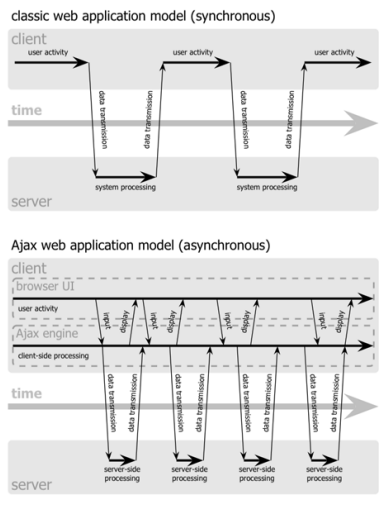 classic web application model (synchronous)
client
user activity
user activity
user activity
data transmission
data transmission
data transmission
data transmission
time
system processing
system processing
server
Ajax web application model (asynchronous)
client
browser UI
user activity
input
display
input
display
input
display
input
display
Ajax engine
client-side processing
data transmission
data transmission
data transmission
data transmission
data transmission
data transmission
data transmission
data transmission
time
server-side
processing
server-side
processing
server-side
processing
server-side
processing
server